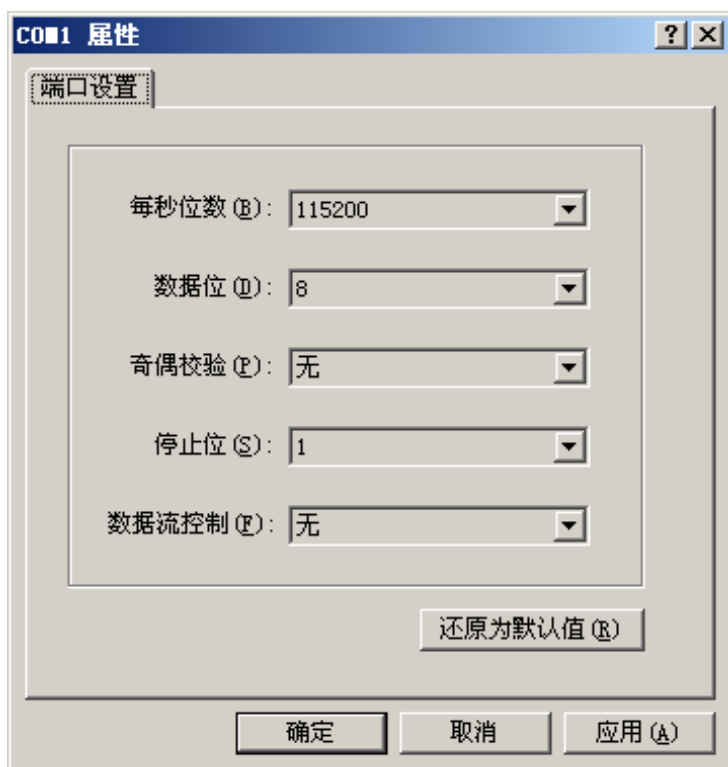 COM1 属性
端口设置
每秒位数(B): 115200
数据位(D): 8
奇偶校验(P): 无
停止位(S): 1
数据流控制(F): 无
还原为默认值(R)
确定 取消 应用(A)